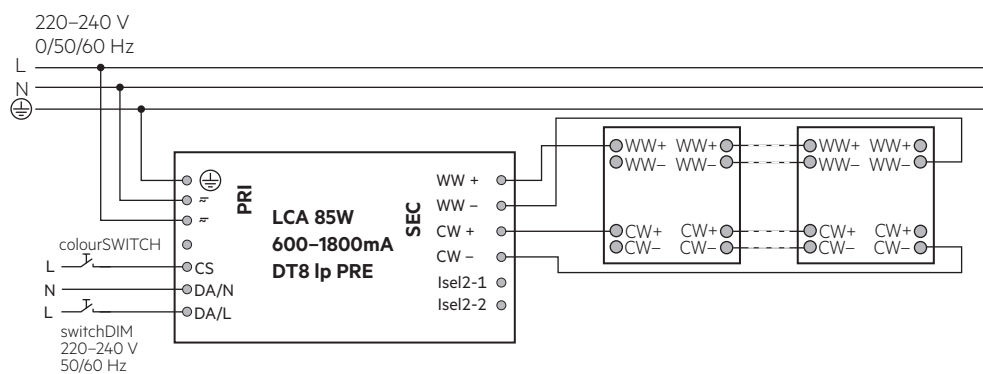 220–240 V
0/50/60 Hz
L
N
PRI
LCA 85W
600–1800mA
DT8 lp PRE
SEC
WW +
WW –
CW +
CW –
Isel2-1
Isel2-2
colourSWITCH
L
CS
N
DA/N
L
DA/L
switchDIM
220–240 V
50/60 Hz
WW+ WW+
WW– WW–
CW+ CW+
CW– CW–
WW+ WW+
WW– WW–
CW+ CW+
CW– CW–